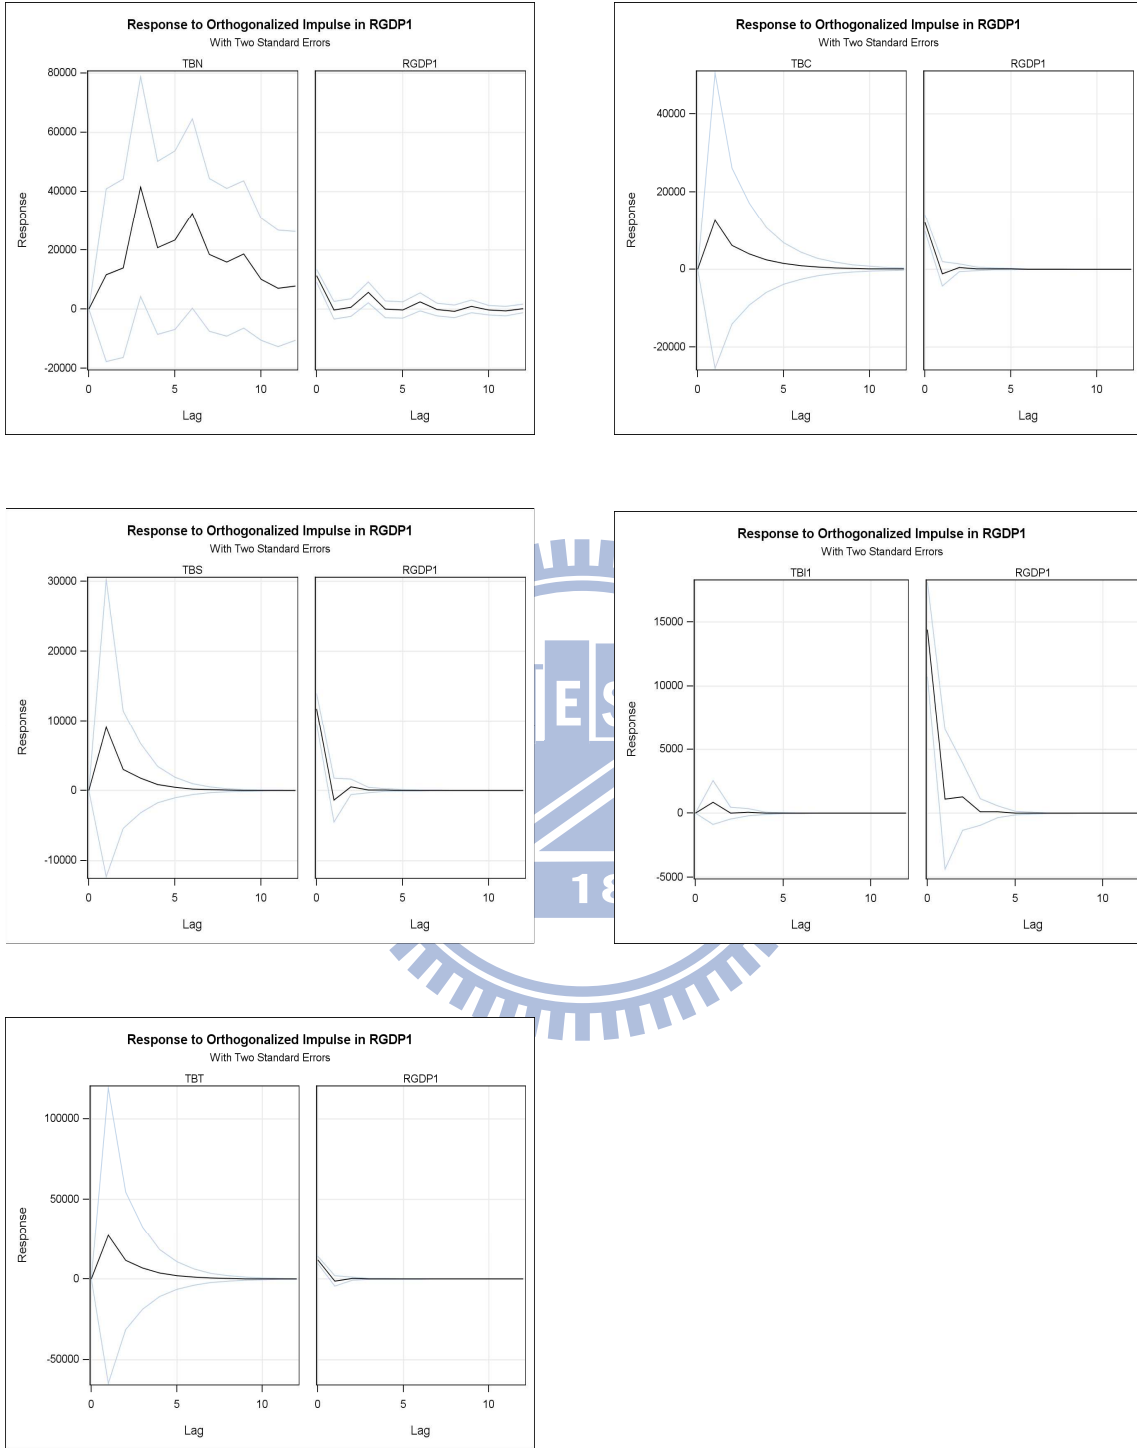 Response to Orthogonalized Impulse in RGDP1
With Two Standard Errors
TBN RGDP1
80000
60000
40000
20000
0
-20000
Response
0 5 10 0 5 10
Lag Lag
Response to Orthogonalized Impulse in RGDP1
With Two Standard Errors
TBC RGDP1
40000
20000
0
-20000
Response
0 5 10 0 5 10
Lag Lag
Response to Orthogonalized Impulse in RGDP1
With Two Standard Errors
TBS RGDP1
30000
20000
10000
0
-10000
Response
0 5 10 0 5 10
Lag Lag
Response to Orthogonalized Impulse in RGDP1
With Two Standard Errors
TBI1 RGDP1
15000
10000
5000
0
-5000
Response
0 5 10 0 5 10
Lag Lag
ES
18
Response to Orthogonalized Impulse in RGDP1
With Two Standard Errors
TBT RGDP1
100000
50000
0
-50000
Response
0 5 10 0 5 10
Lag Lag